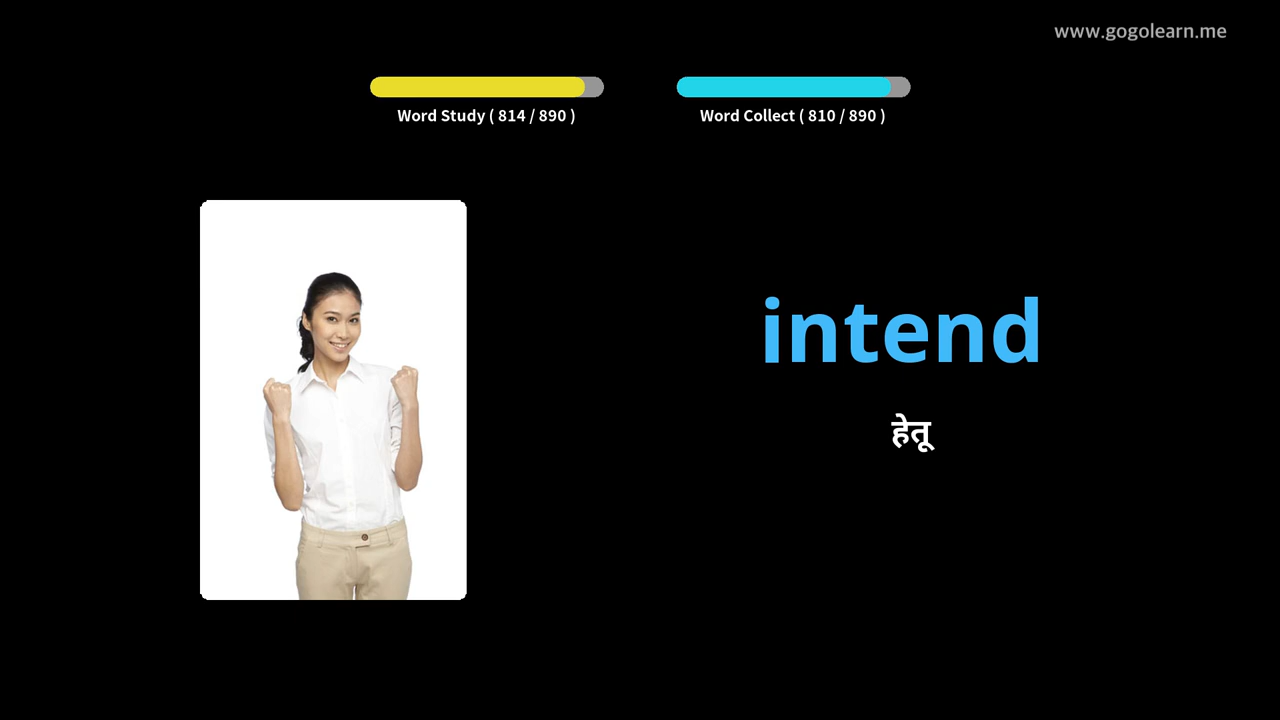 www.gogolearn.me
Word Study ( 814 / 890 )
Word Collect ( 810 / 890 )
intend
हेतू